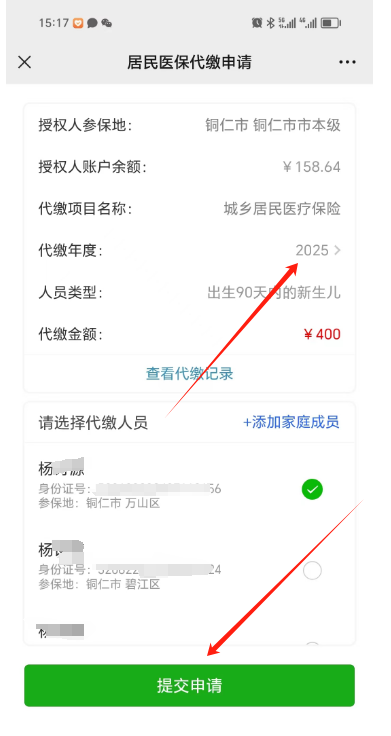 15:17
居民医保代缴申请
授权人参保地: 铜仁市 铜仁市市本级
授权人账户余额: ¥158.64
代缴项目名称: 城乡居民医疗保险
代缴年度: 2025
人员类型: 出生90天内的新生儿
代缴金额: ¥400
查看代缴记录
请选择代缴人员 +添加家庭成员
杨
身份证号: 56
参保地: 铜仁市 万山区
杨
身份证号: 24
参保地: 铜仁市 碧江区
提交申请